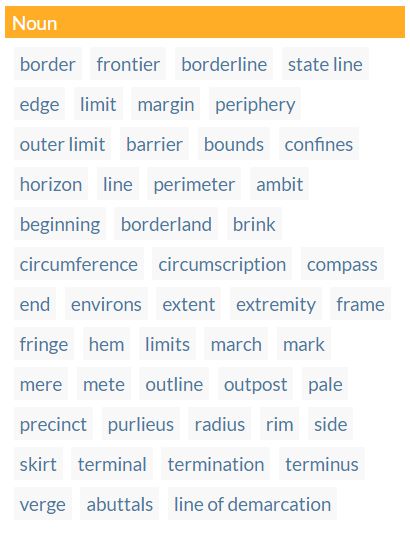 Noun
border frontier borderline state line
edge limit margin periphery
outer limit barrier bounds confines
horizon line perimeter ambit
beginning borderland brink
circumference circumscription compass
end environs extent extremity frame
fringe hem limits march mark
mere mete outline outpost pale
precinct purlieus radius rim side
skirt terminal termination terminus
verge abuttals line of demarcation